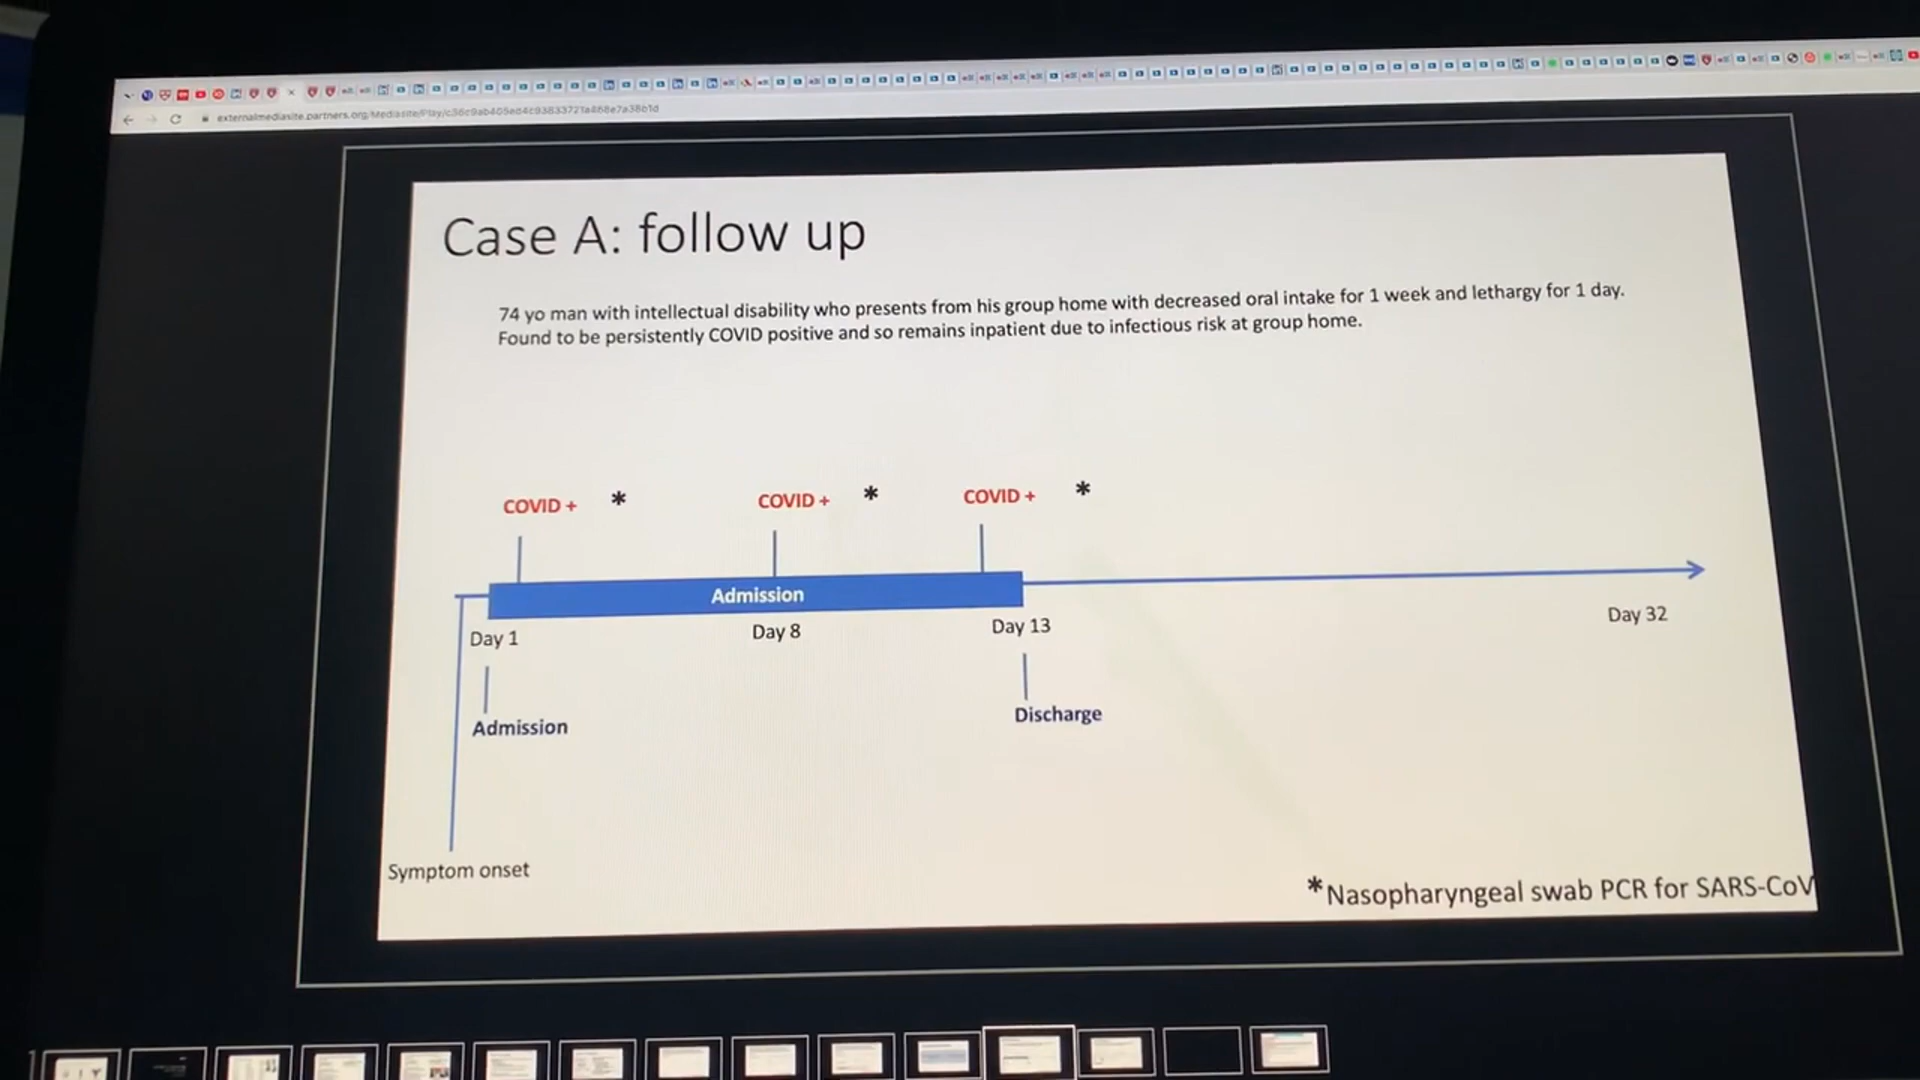 Case A: follow up
74 yo man with intellectual disability who presents from his group home with decreased oral intake for 1 week and lethargy for 1 day.
Found to be persistently COVID positive and so remains inpatient due to infectious risk at group home.
COVID + *
COVID + *
COVID + *
Admission
Day 1
Day 8
Day 13
Day 32
Admission
Discharge
Symptom onset
*Nasopharyngeal swab PCR for SARS-CoV